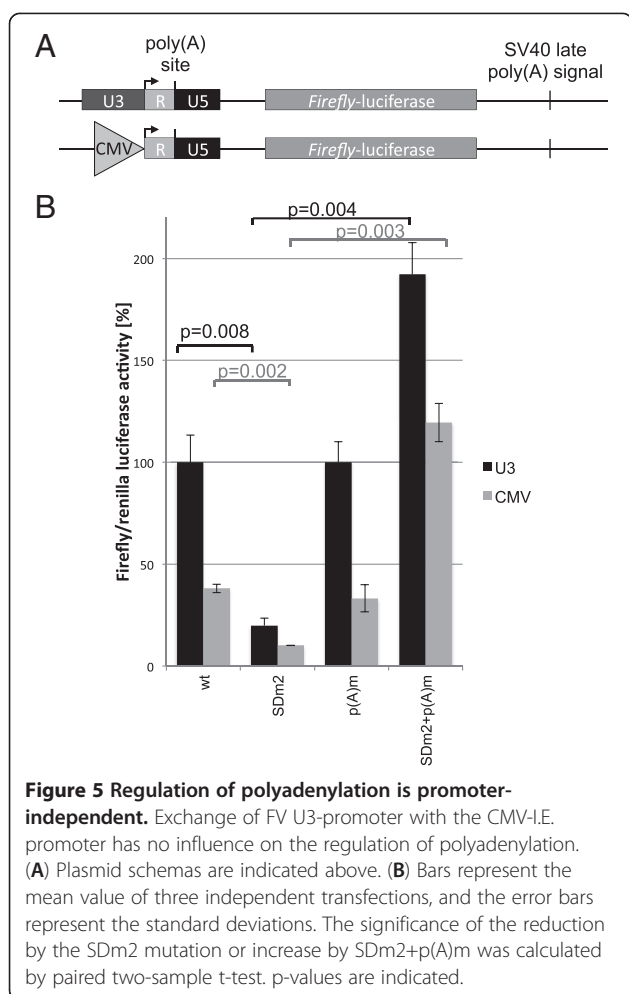 A
poly(A)
site
SV40 late
poly(A) signal
U3
R
U5
Firefly-luciferase
CMV
R
U5
Firefly-luciferase
B
p=0.004
p=0.003
p=0.008
p=0.002
Firefly/renilla luciferase activity [%]
200
150
100
50
0
U3
CMV
wt
SDm2
p(A)m
SDm2+p(A)m
Figure 5 Regulation of polyadenylation is promoter-
independent. Exchange of FV U3-promoter with the CMV-I.E.
promoter has no influence on the regulation of polyadenylation.
(A) Plasmid schemas are indicated above. (B) Bars represent the
mean value of three independent transfections, and the error bars
represent the standard deviations. The significance of the reduction
by the SDm2 mutation or increase by SDm2+p(A)m was calculated
by paired two-sample t-test. p-values are indicated.